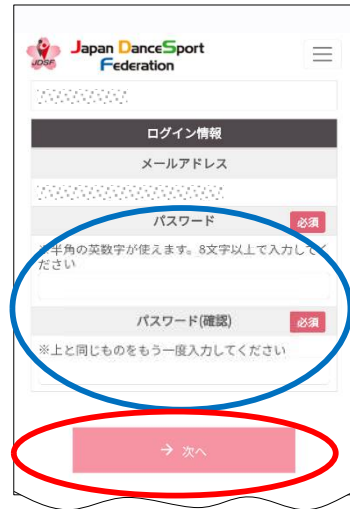 Japan DanceSport
Federation
JDSF
ログイン情報
メールアドレス
パスワード 必須
※半角の英数字が使えます。8文字以上で入力してく
ださい
パスワード(確認) 必須
※上と同じものをもう一度入力してください
→ 次へ